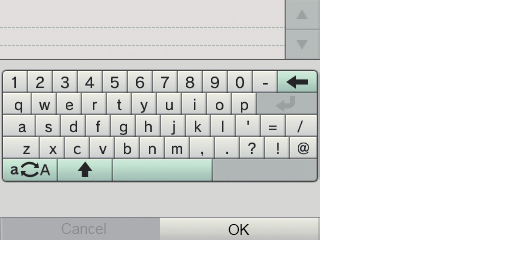 1 2 3 4 5 6 7 8 9 0 -
q w e r t y u i o p
a s d f g h j k l ' = /
z x c v b n m , . ? ! @
a A
Cancel OK